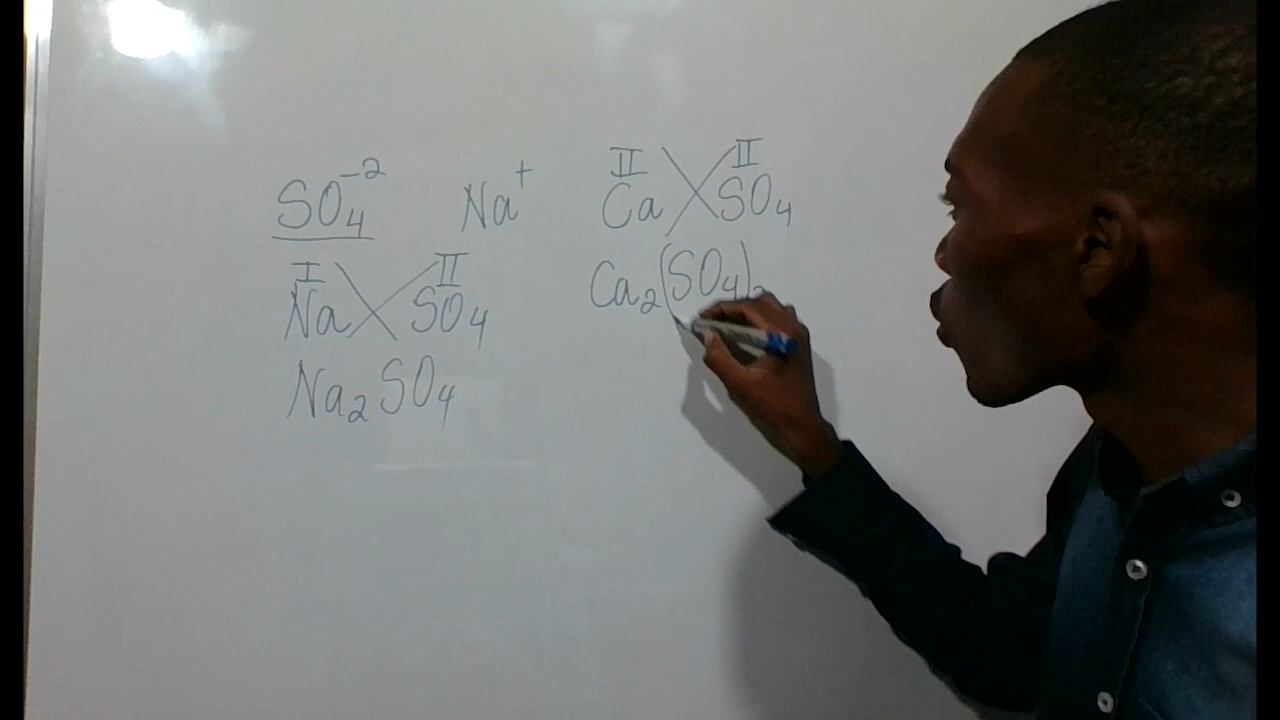 SO₄⁻² Na⁺
I II
Na SO₄
Na₂SO₄
II II
Ca SO₄
Ca₂(SO₄)₂